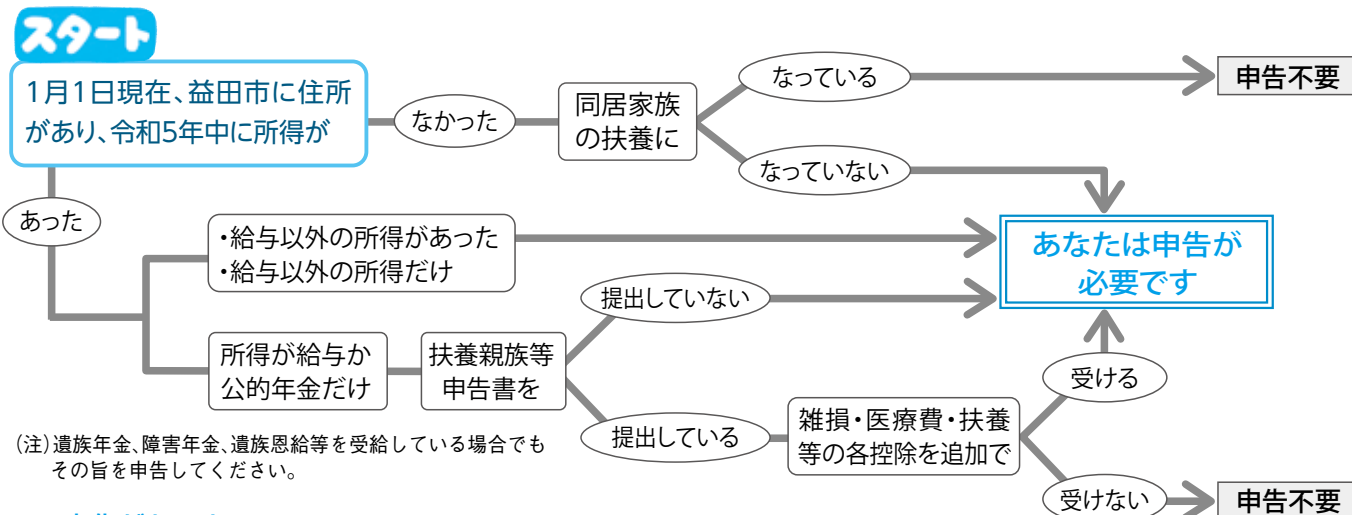 スタート
1月1日現在、益田市に住所
があり、令和5年中に所得が
なかった
同居家族
の扶養に
なっている
申告不要
なっていない
あった
・給与以外の所得があった
・給与以外の所得だけ
あなたは申告が
必要です
提出していない
所得が給与か
公的年金だけ
扶養親族等
申告書を
提出している
雑損・医療費・扶養
等の各控除を追加で
受ける
受けない
申告不要
(注)遺族年金、障害年金、遺族恩給等を受給している場合でも
その旨を申告してください。